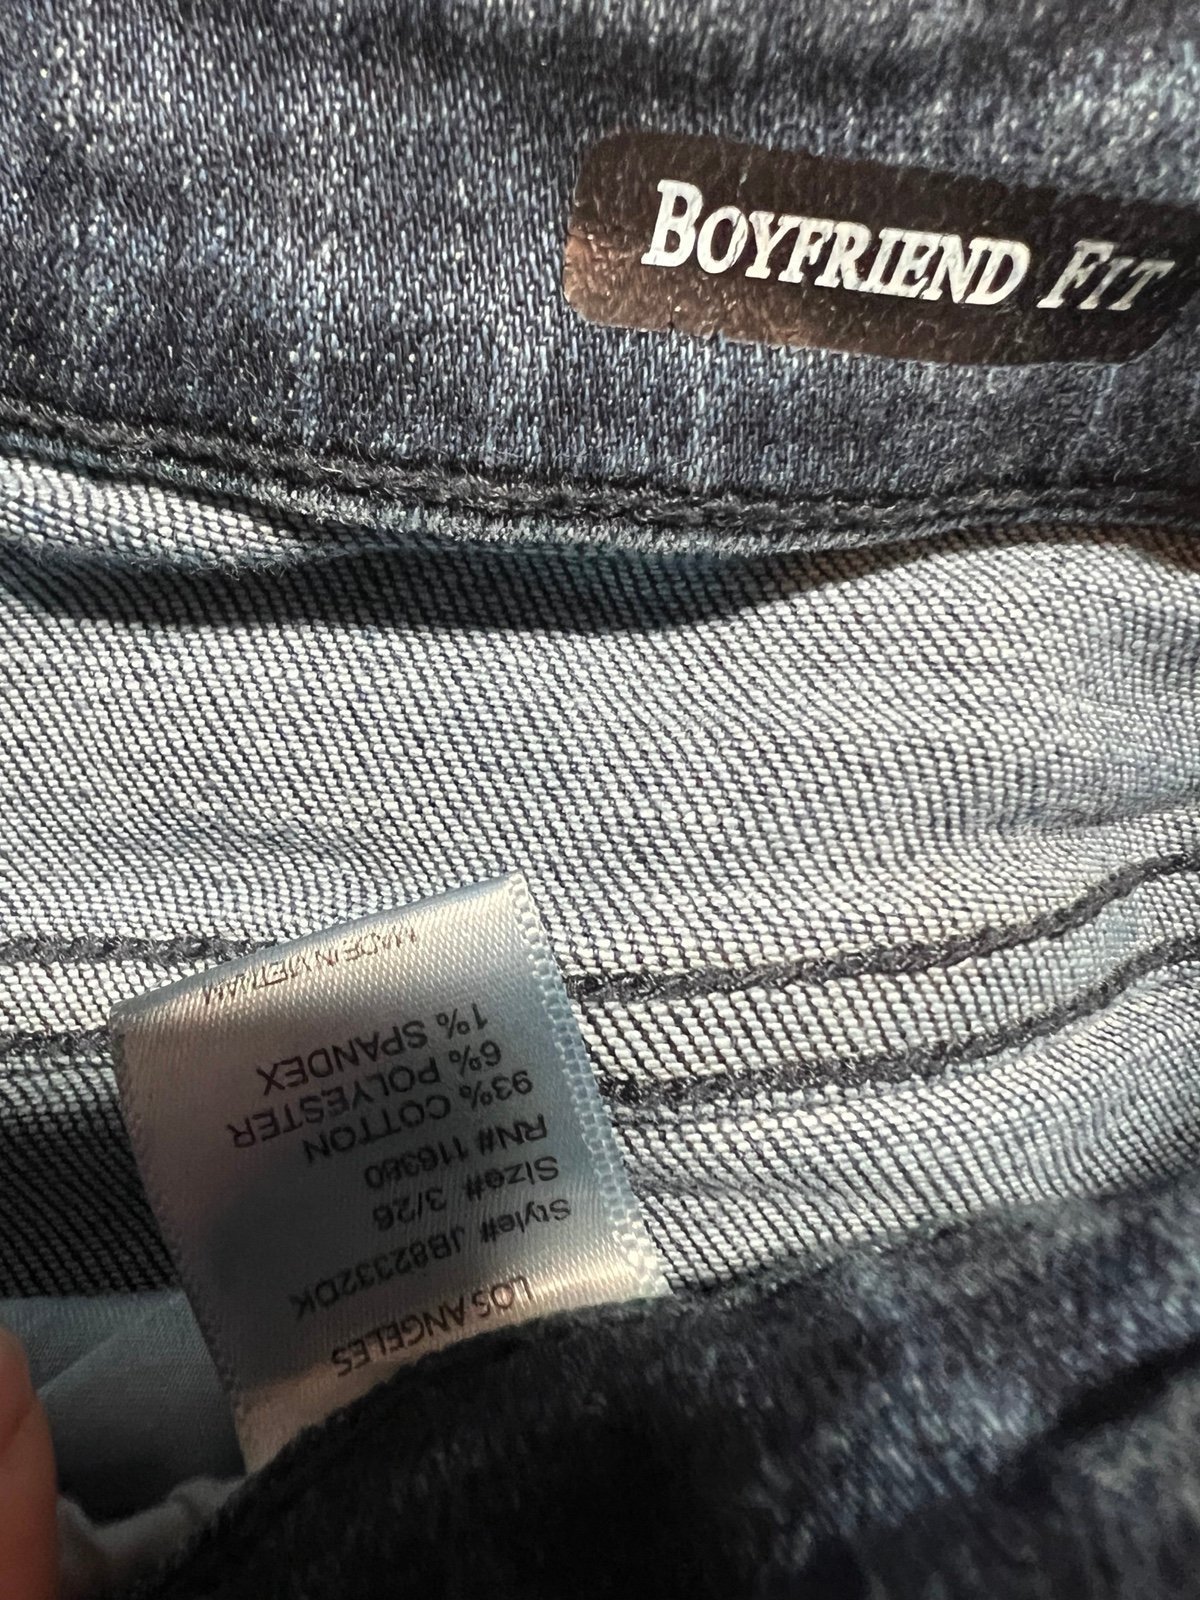 BOYFRIEND FIT
LOS ANGELES
Style# JB82332DK
Size# 3/26
RN# 116380
93% COTTON
6% POLYESTER
1% SPANDEX
MADE IN VIETNAM